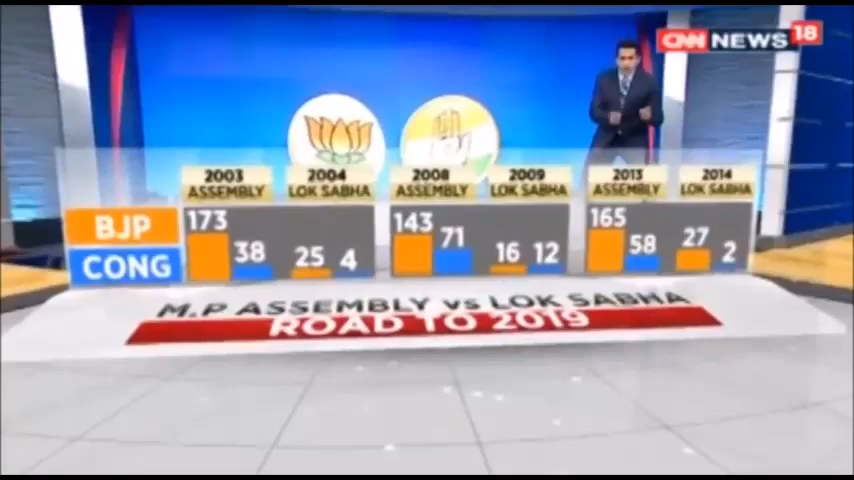 CNN NEWS 18
2003 ASSEMBLY
2004 LOK SABHA
2008 ASSEMBLY
2009 LOK SABHA
2013 ASSEMBLY
2014 LOK SABHA
BJP
CONG
173 38
25 4
143 71
16 12
165 58
27 2
M.P ASSEMBLY vs LOK SABHA
ROAD TO 2019